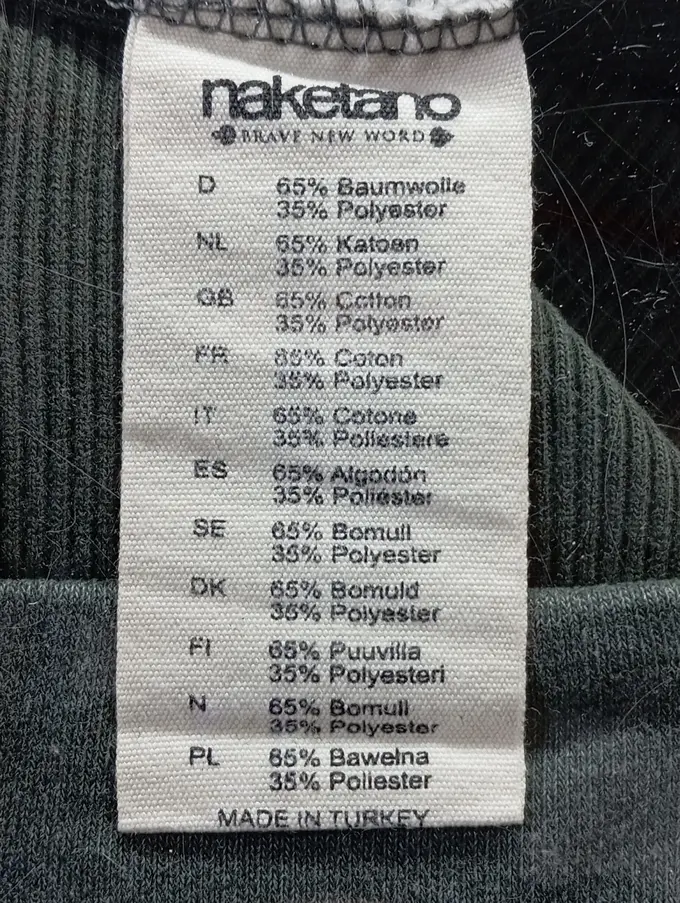 naketano
BRAVE NEW WORD
D 65% Baumwolle
35% Polyester
NL 65% Katoen
35% Polyester
GB 65% Cotton
35% Polyester
FR 65% Coton
35% Polyester
IT 65% Cotone
35% Poliestere
ES 65% Algodón
35% Poliéster
SE 65% Bomull
35% Polyester
DK 65% Bomuld
35% Polyester
FI 65% Puuvilla
35% Polyesteri
N 65% Bomull
35% Polyester
PL 65% Bawełna
35% Poliester
MADE IN TURKEY